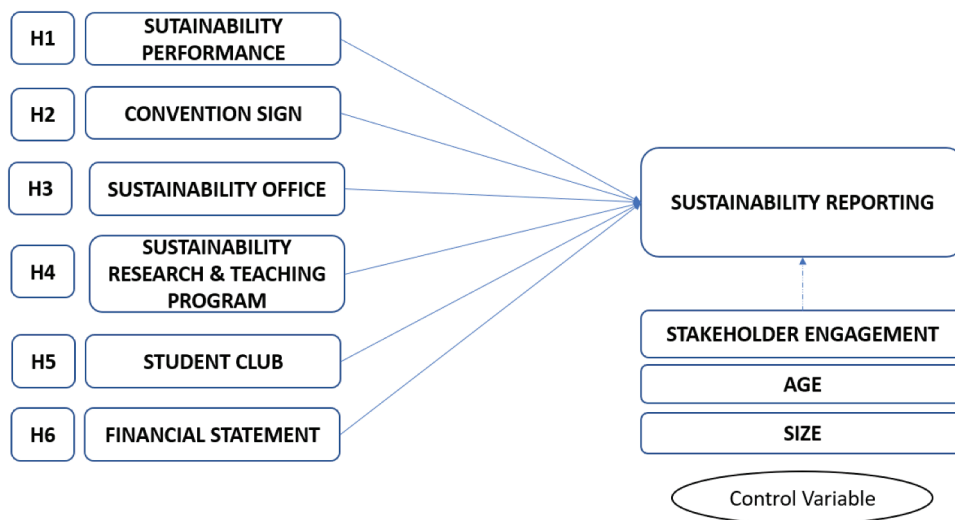 H1
SUTAINABILITY
PERFORMANCE
H2
CONVENTION SIGN
H3
SUSTAINABILITY OFFICE
H4
SUSTAINABILITY
RESEARCH & TEACHING
PROGRAM
H5
STUDENT CLUB
H6
FINANCIAL STATEMENT
SUSTAINABILITY REPORTING
STAKEHOLDER ENGAGEMENT
AGE
SIZE
Control Variable